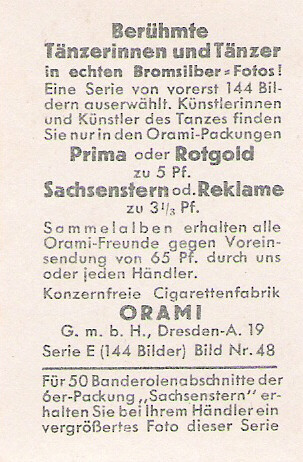 Berühmte
Tänzerinnen und Tänzer
in echten Bromsilber=Fotos!
Eine Serie von vorerst 144 Bil-
dern auserwählt. Künstlerinnen
und Künstler des Tanzes finden
Sie nur in den Orami-Packungen
Prima oder Rotgold
zu 5 Pf.
Sachsenstern od. Reklame
zu 3 1/3 Pf.
Sammelalben erhalten alle
Orami-Freunde gegen Vorein-
sendung von 65 Pf. durch uns
oder jeden Händler.
Konzernfreie Cigarettenfabrik
ORAMI
G. m. b. H., Dresden-A. 19
Serie E (144 Bilder) Bild Nr. 48
Für 50 Banderolenabschnitte der
6er-Packung „Sachsenstern" er-
halten Sie bei Ihrem Händler ein
vergrößertes Foto dieser Serie